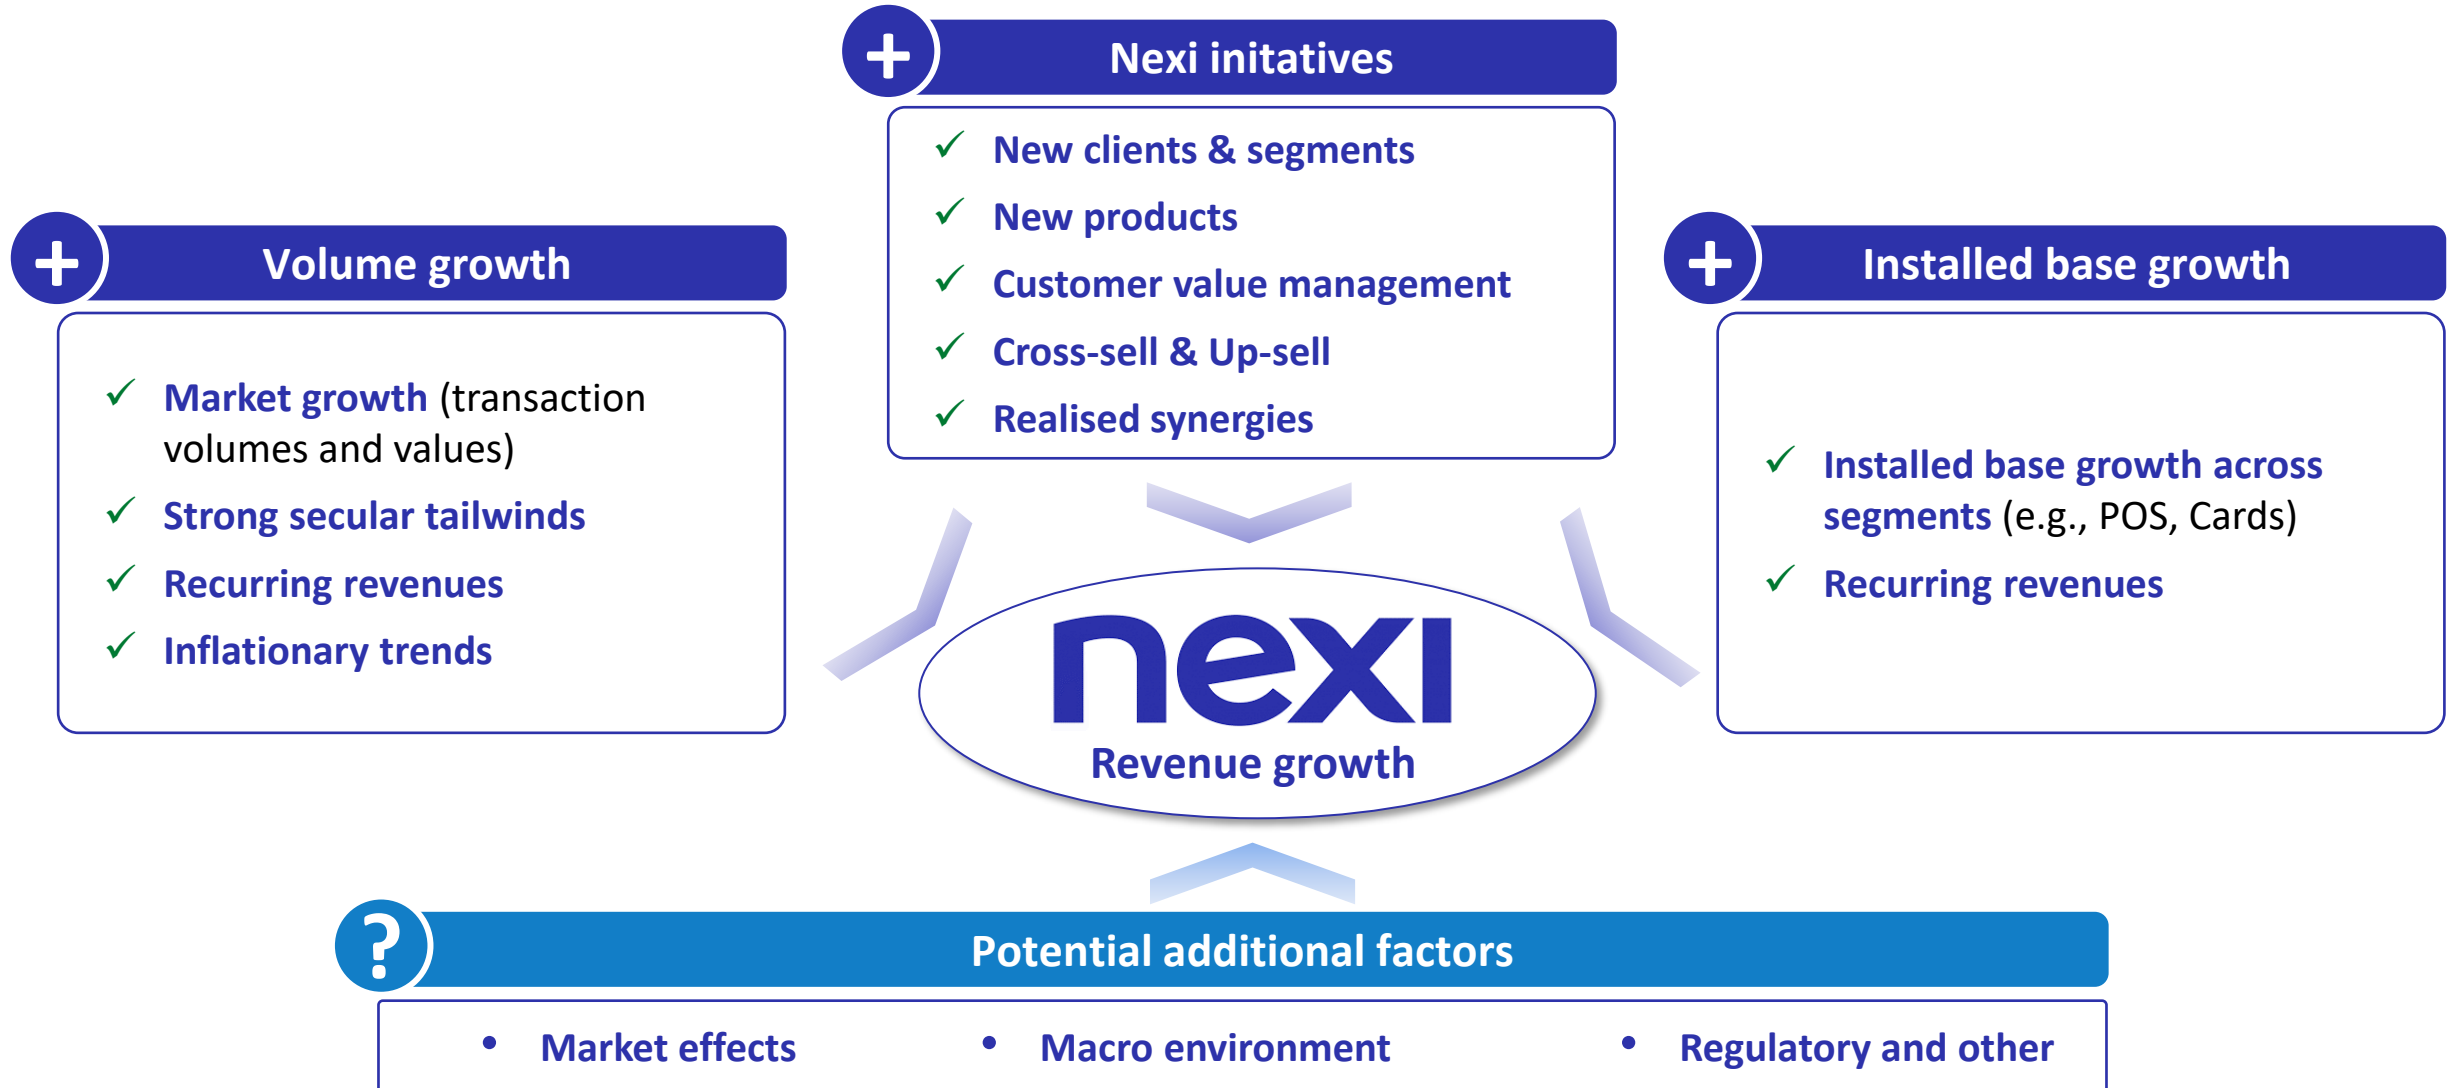 +
Nexi initatives
✓ New clients & segments
✓ New products
✓ Customer value management
✓ Cross-sell & Up-sell
✓ Realised synergies
+
Volume growth
✓ Market growth (transaction
volumes and values)
✓ Strong secular tailwinds
✓ Recurring revenues
✓ Inflationary trends
+
Installed base growth
✓ Installed base growth across
segments (e.g., POS, Cards)
✓ Recurring revenues
nexi
Revenue growth
?
Potential additional factors
• Market effects
• Macro environment
• Regulatory and other